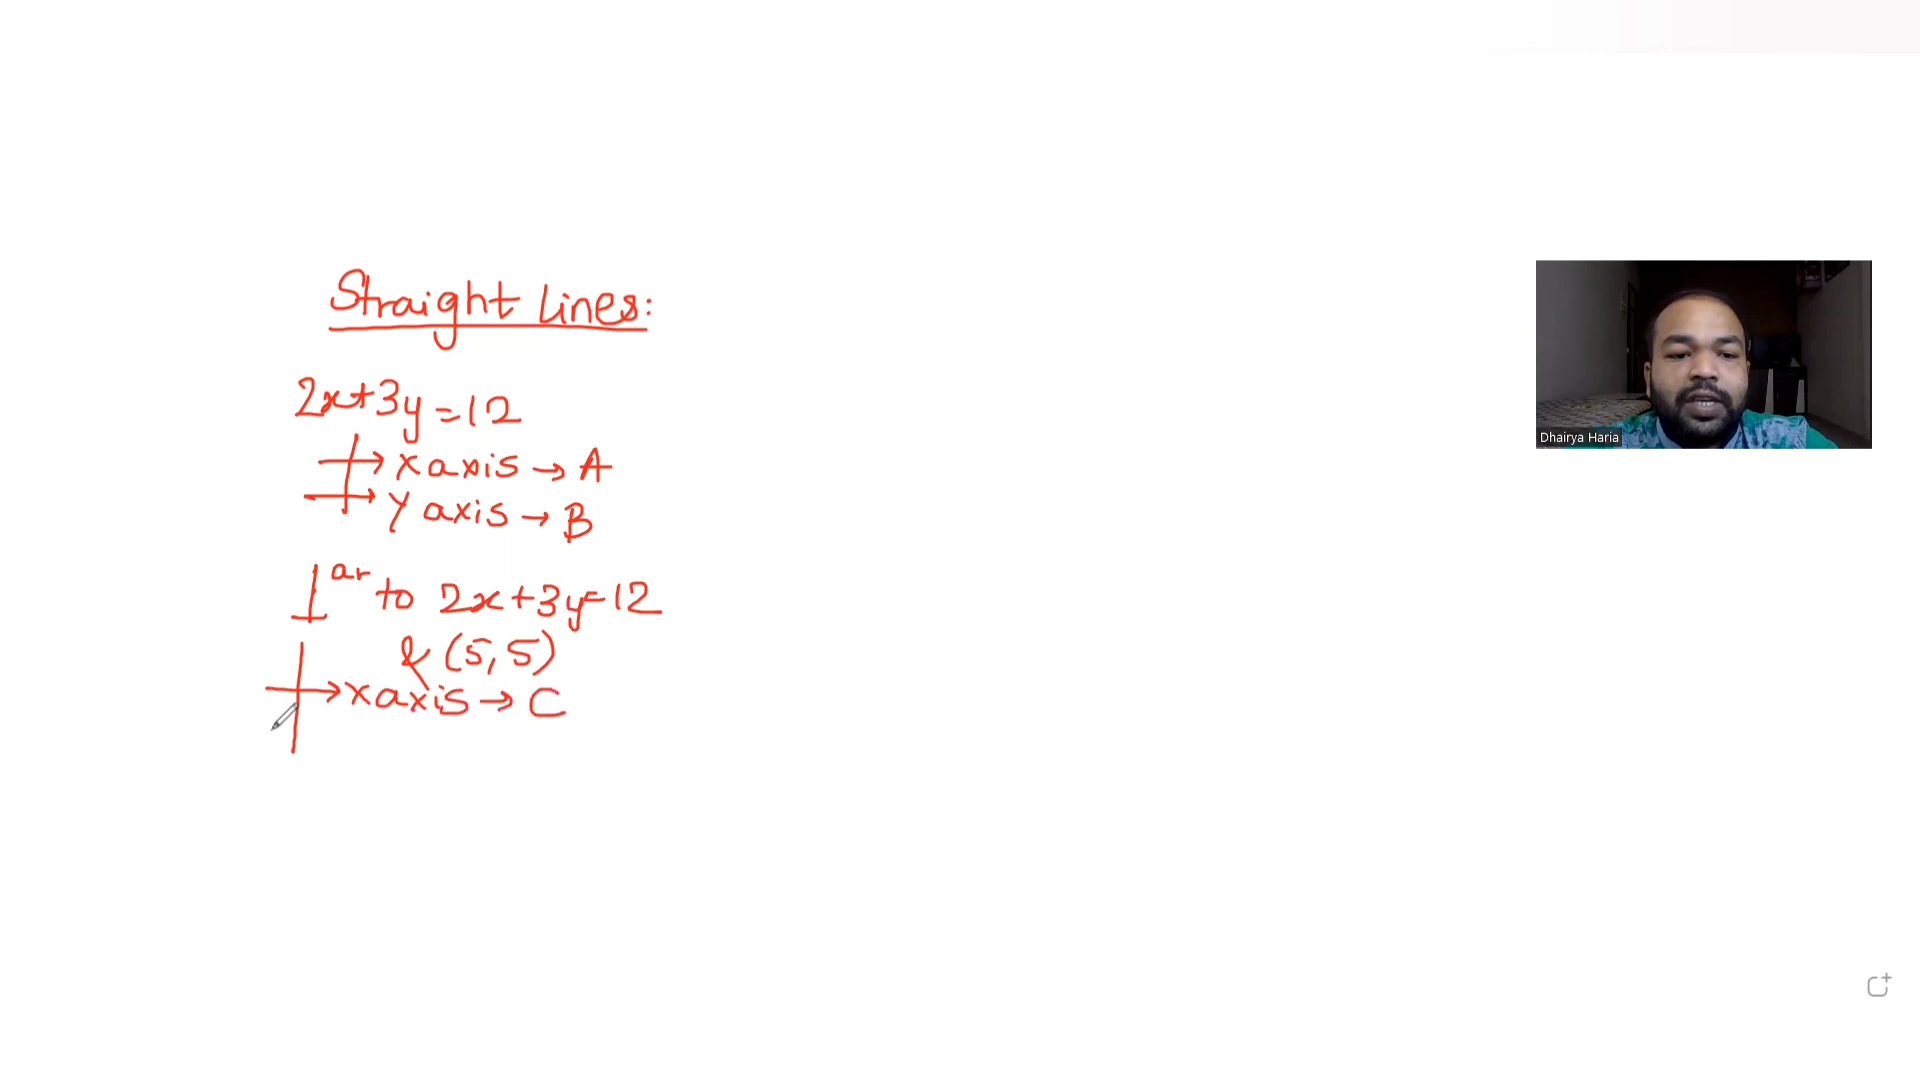 Straight lines:
2x+3y=12
→ x axis → A
→ y axis → B
⊥ar to 2x+3y=12
& (5,5)
→ x axis → C
Dhairya Haria